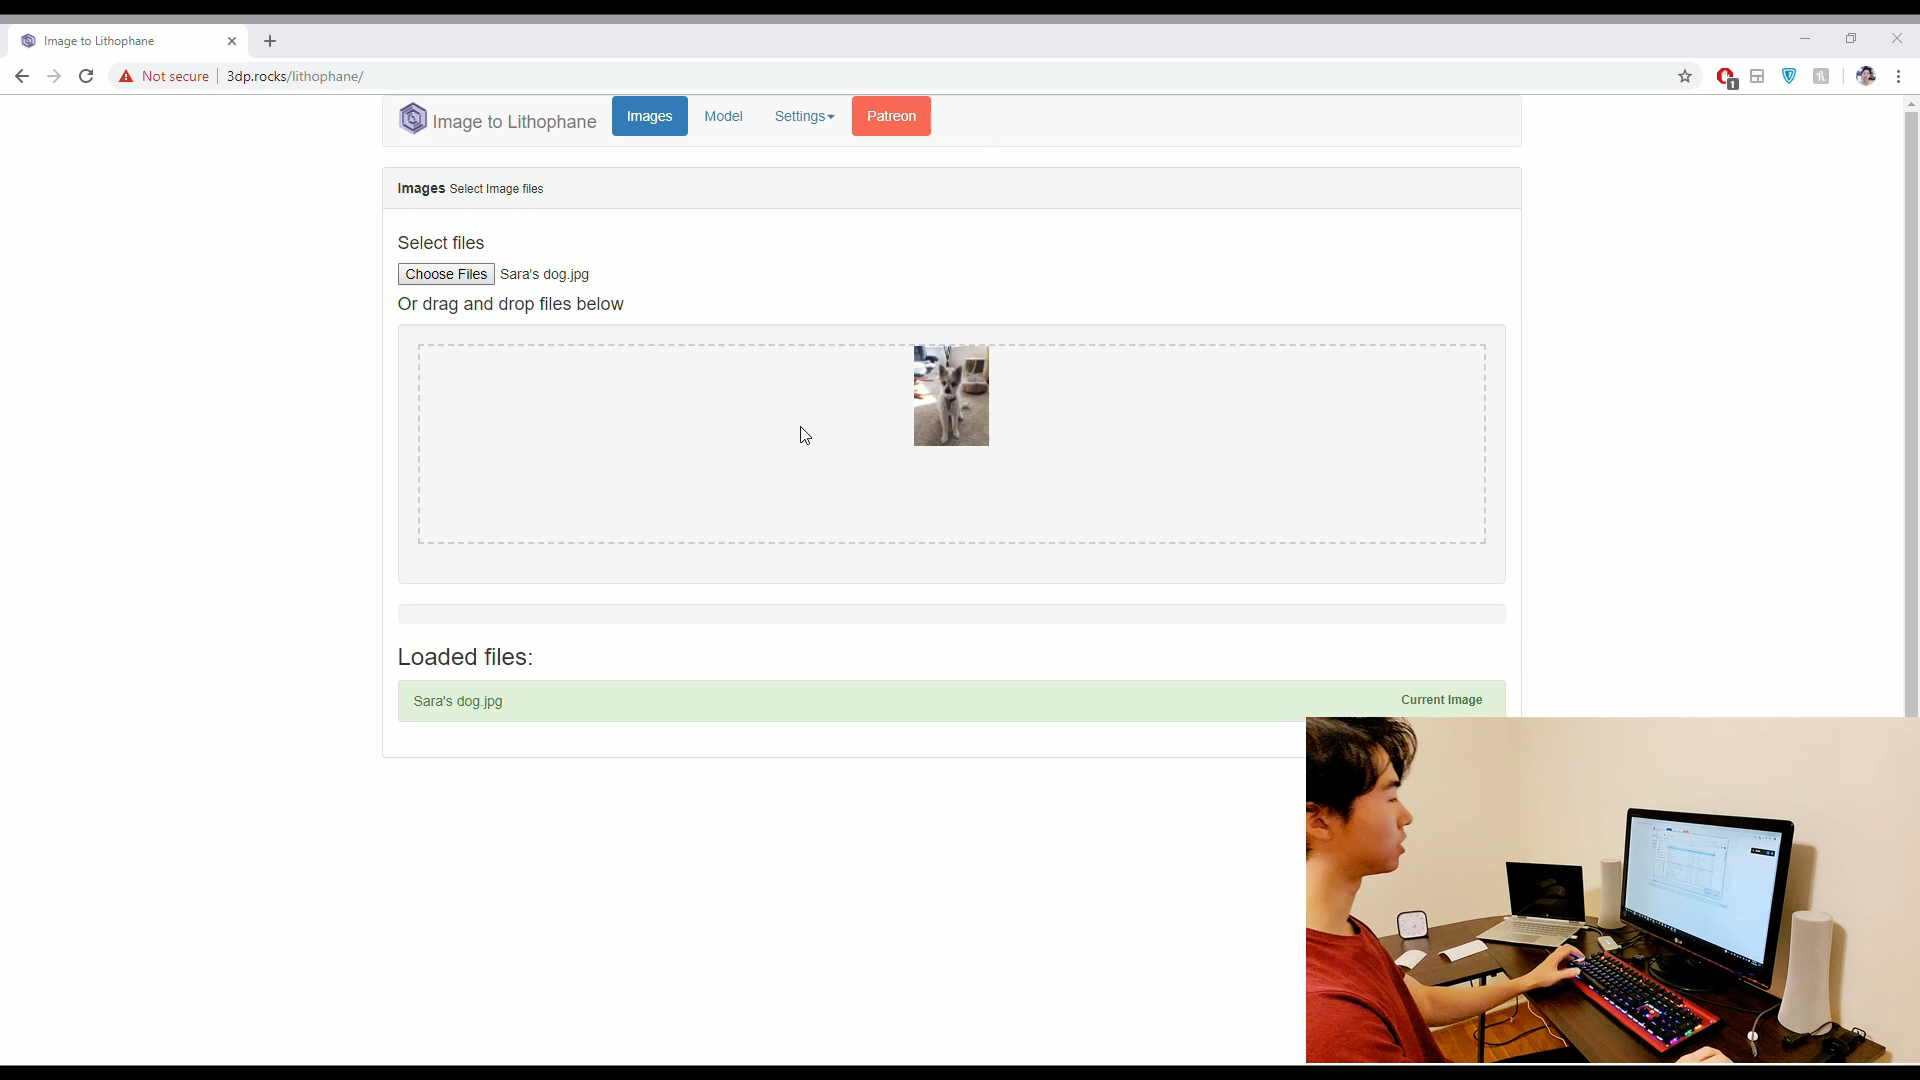 Image to Lithophane
Not secure
3dp.rocks/lithophane/
1
Image to Lithophane
Images
Model
Settings
Patreon
Images Select Image files
Select files
Choose Files Sara's dog.jpg
Or drag and drop files below
Loaded files:
Sara's dog.jpg
Current Image